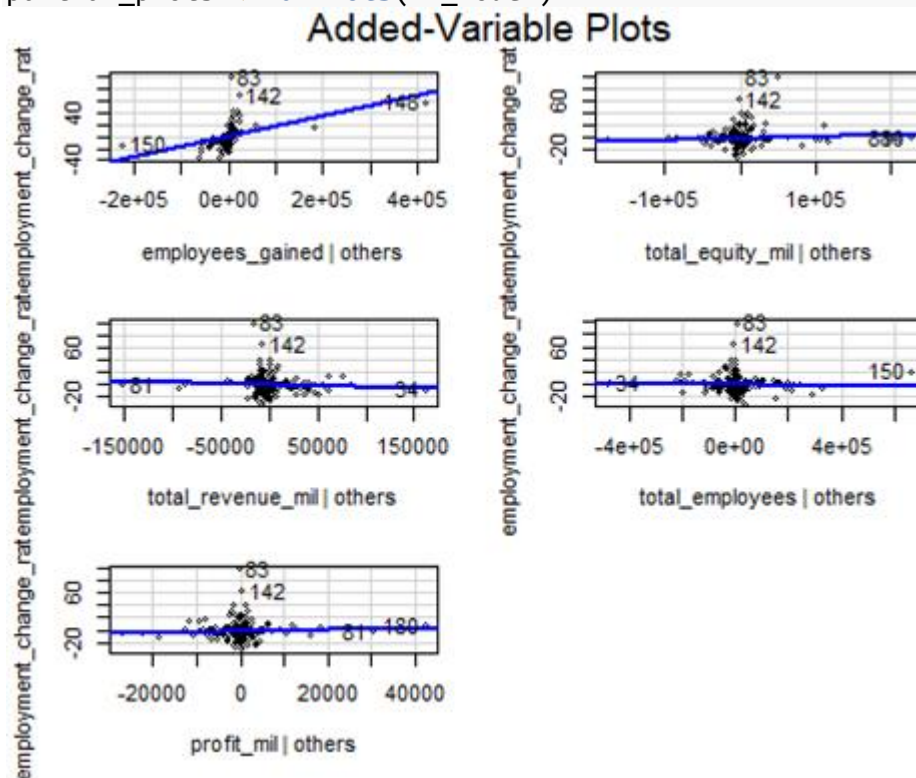 Added-Variable Plots
employment_change_rat
40
-40
83
142
148
150
-2e+05 0e+00 2e+05 4e+05
employees_gained | others
employment_change_rat
60
-20
83
142
-1e+05 1e+05
total_equity_mil | others
employment_change_rat
60
-20
83
142
81
34
-150000 -50000 50000 150000
total_revenue_mil | others
employment_change_rat
60
-20
83
142
34
150
-4e+05 0e+00 4e+05
total_employees | others
employment_change_rat
60
-20
83
142
81
180
-20000 0 20000 40000
profit_mil | others